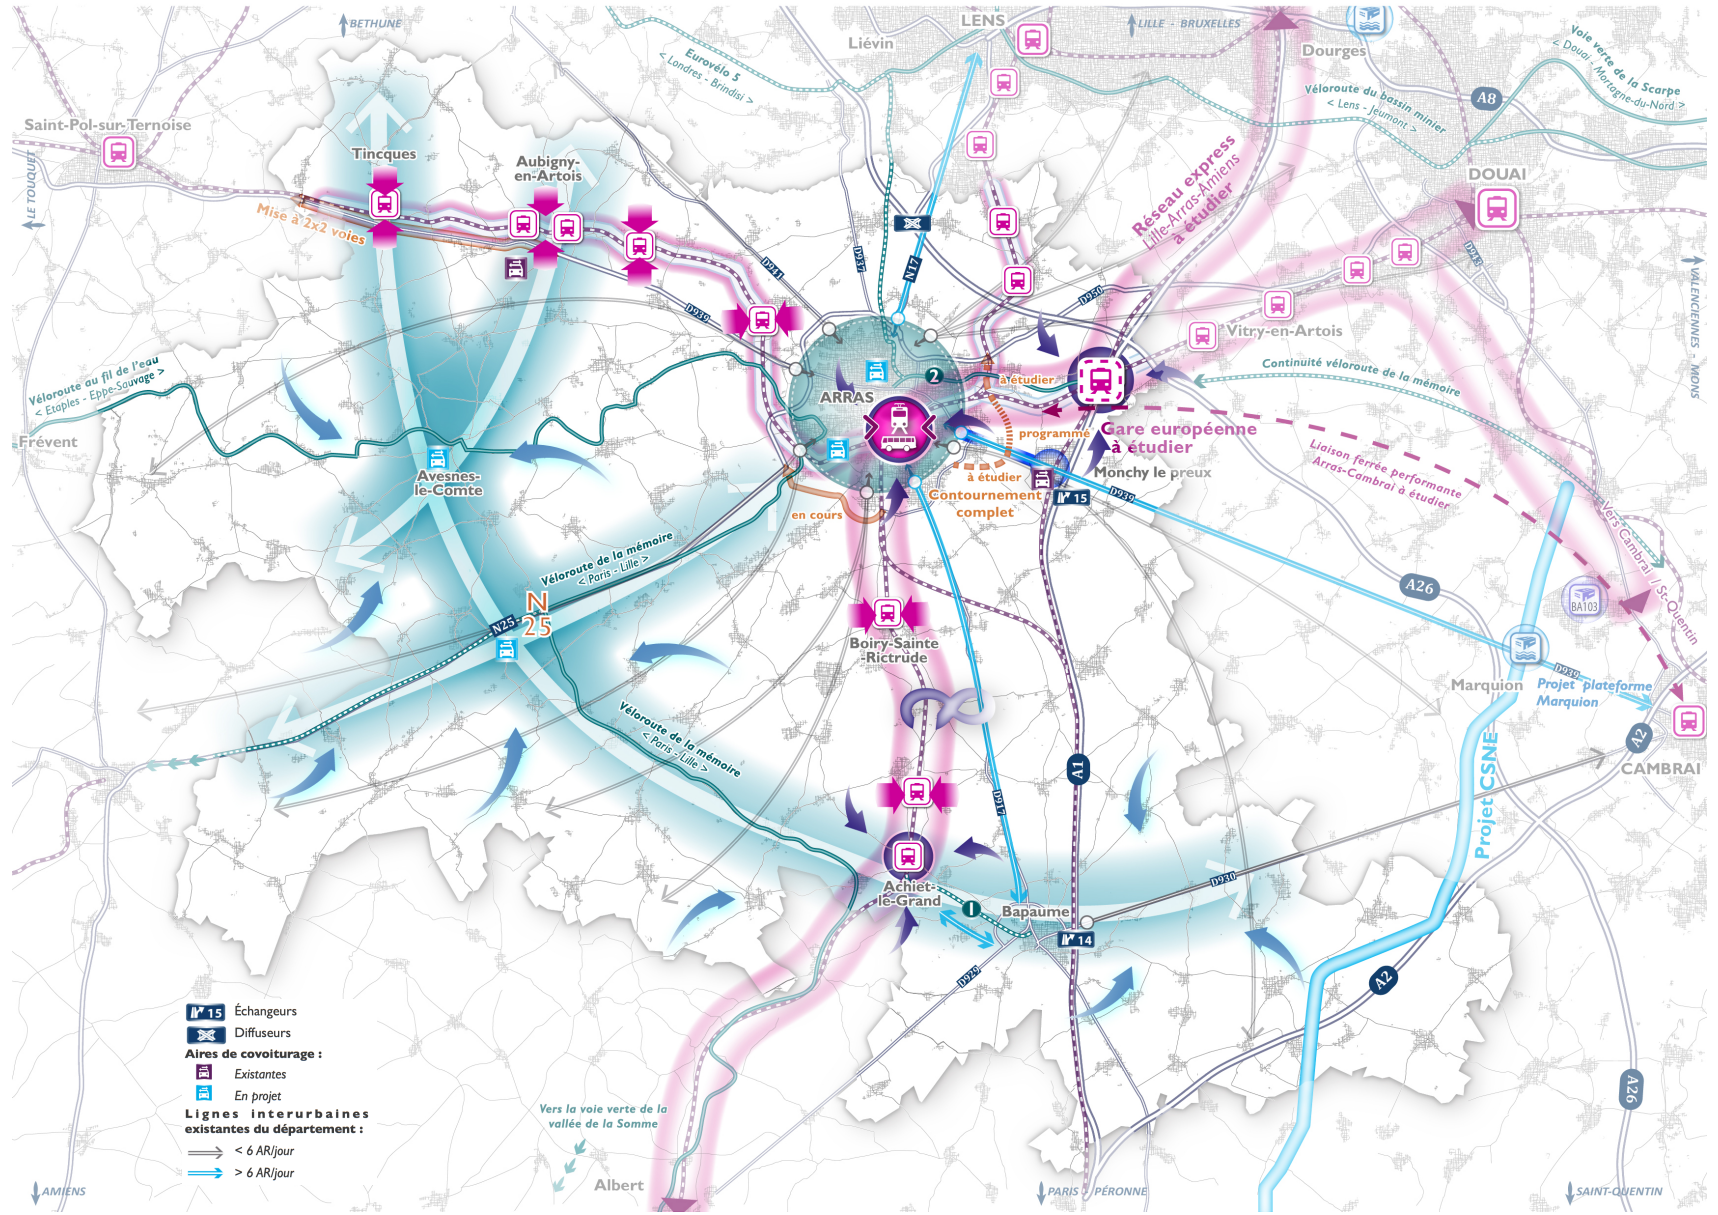 BETHUNE
LENS
LILLE - BRUXELLES
Liévin
Dourges
Eurovélo 5
< Londres - Brindisi >
Voie verte de la Scarpe
< Douai - Mortagne-du-Nord >
A8
Véloroute du bassin minier
< Lens - Jeumont >
Saint-Pol-sur-Ternoise
LE TOUQUET
Tincques
Aubigny-
en-Artois
Mise à 2x2 voies
Réseau express
Lille-Arras-Amiens
à étudier
DOUAI
D943
VALENCIENNES - MONS
D941
D937
N17
D950
D939
Vitry-en-Artois
Continuité véloroute de la mémoire
Véloroute au fil de l'eau
< Etaples - Eppe-Sauvage >
Frévent
ARRAS
2
à étudier
programmé
à étudier
Contournement
complet
en cours
Gare européenne
à étudier
Monchy le preux
15
D939
Liaison ferrée performante
Arras-Cambrai à étudier
Vers Cambrai / St-Quentin
Avesnes-
le-Comte
Véloroute de la mémoire
< Paris - Lille >
N25
N
25
A26
BA103
Boiry-Sainte
-Rictrude
Marquion
D939
Projet plateforme
Marquion
Véloroute de la mémoire
< Paris - Lille >
A1
D917
A2
CAMBRAI
Projet CSNE
Achiet-
le-Grand
1
Bapaume
D930
14
D929
A2
A26
15
Échangeurs
Diffuseurs
Aires de covoiturage :
Existantes
En projet
Lignes interurbaines
existantes du département :
< 6 AR/jour
> 6 AR/jour
Vers la voie verte de la
vallée de la Somme
Albert
AMIENS
PARIS - PÉRONNE
SAINT-QUENTIN